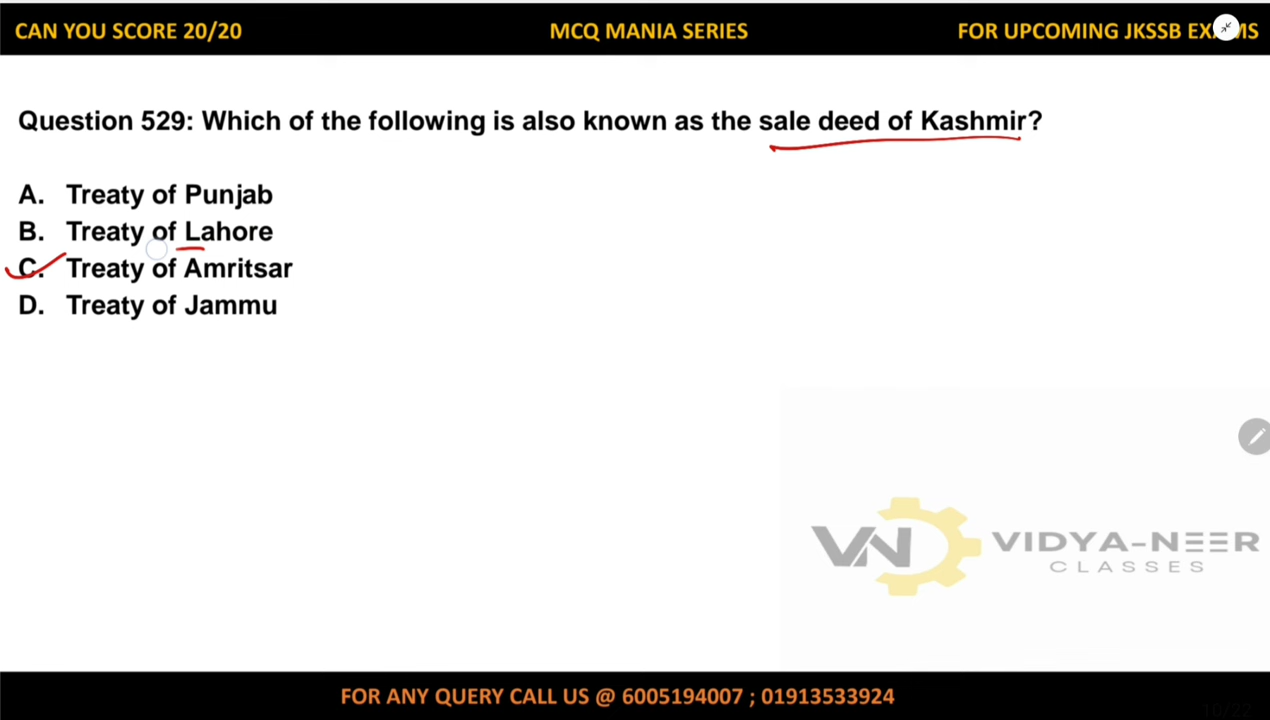 CAN YOU SCORE 20/20 MCQ MANIA SERIES FOR UPCOMING JKSSB EXAMS
Question 529: Which of the following is also known as the sale deed of Kashmir?
A. Treaty of Punjab
B. Treaty of Lahore
C. Treaty of Amritsar
D. Treaty of Jammu
VN VIDYA-NEER
CLASSES
FOR ANY QUERY CALL US @ 6005194007 ; 01913533924